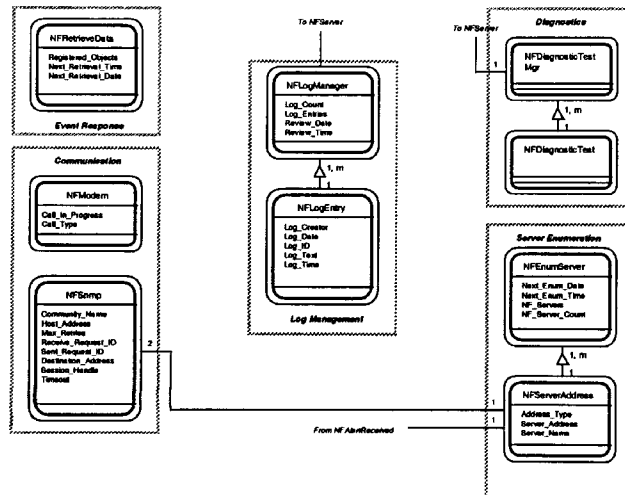 NFRetrieveData
Registered_Objects
Next_Retrieval_Time
Next_Retrieval_Date
Event Response
Communication
NFModem
Call_In_Progress
Call_Type
NFSnmp
Community_Name
Host_Address
Max_Retries
Receive_Request_ID
Sent_Request_ID
Destination_Address
Session_Handle
Timeout
2
To NFServer
NFLogManager
Log_Count
Log_Entries
Review_Date
Review_Time
1, m
1
NFLogEntry
Log_Creator
Log_Date
Log_ID
Log_Text
Log_Time
Log Management
Diagnostics
To NFServer
1
NFDiagnosticTest
Mgr
1, m
1
NFDiagnosticTest
Server Enumeration
NFEnumServer
Next_Enum_Date
Next_Enum_Time
NF_Servers
NF_Server_Count
1, m
1
NFServerAddress
Address_Type
Server_Address
Server_Name
1
1
From NFAlertReceived